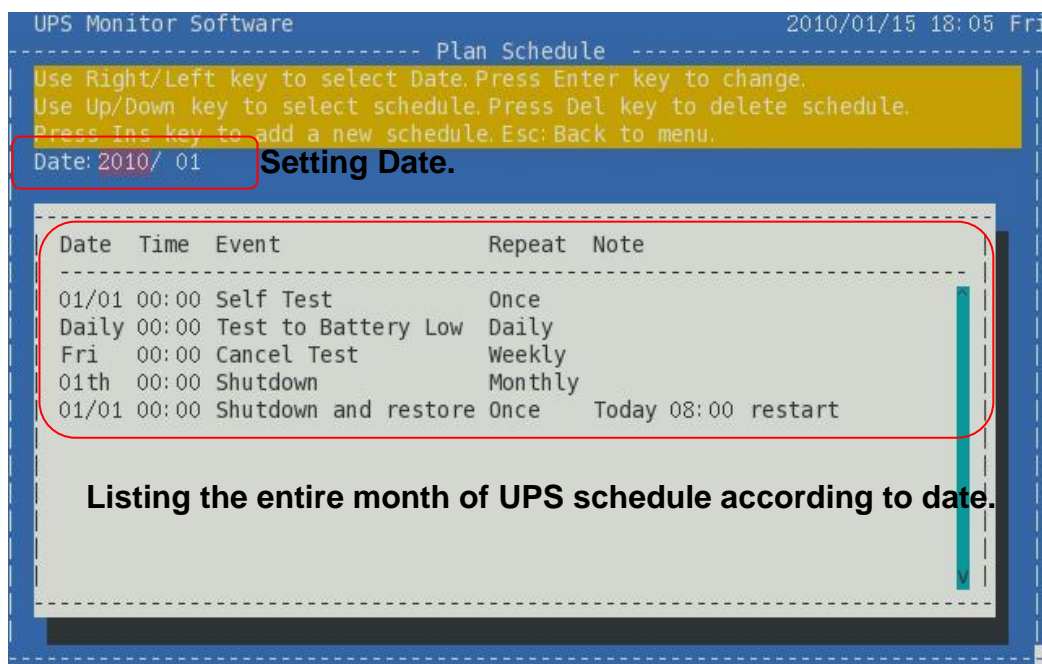 UPS Monitor Software 2010/01/15 18:05 Fri
Plan Schedule
Use Right/Left key to select Date. Press Enter key to change.
Use Up/Down key to select schedule. Press Del key to delete schedule.
Press Ins key to add a new schedule. Esc: Back to menu.
Date: 2010/ 01 Setting Date.
Date Time Event Repeat Note
01/01 00:00 Self Test Once
Daily 00:00 Test to Battery Low Daily
Fri 00:00 Cancel Test Weekly
01th 00:00 Shutdown Monthly
01/01 00:00 Shutdown and restore Once Today 08:00 restart
Listing the entire month of UPS schedule according to date.